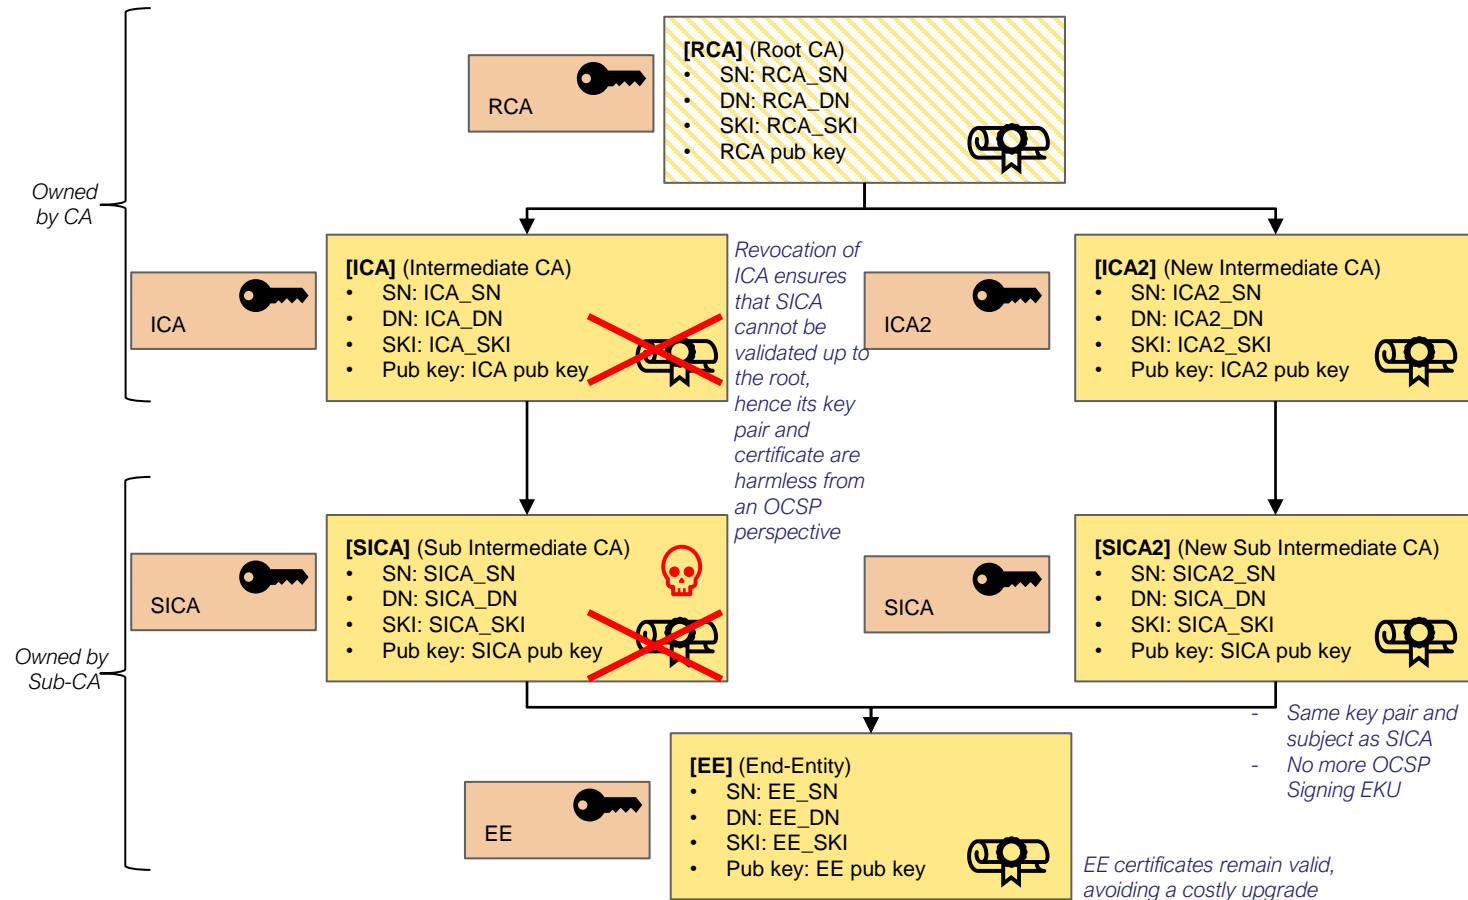 [RCA] (Root CA)
• SN: RCA_SN
• DN: RCA_DN
• SKI: RCA_SKI
• RCA pub key
RCA
Owned
by CA
[ICA] (Intermediate CA)
• SN: ICA_SN
• DN: ICA_DN
• SKI: ICA_SKI
• Pub key: ICA pub key
ICA
Revocation of
ICA ensures
that SICA
cannot be
validated up to
the root,
hence its key
pair and
certificate are
harmless from
an OCSP
perspective
ICA2
[ICA2] (New Intermediate CA)
• SN: ICA2_SN
• DN: ICA2_DN
• SKI: ICA2_SKI
• Pub key: ICA2 pub key
Owned by
Sub-CA
SICA
[SICA] (Sub Intermediate CA)
• SN: SICA_SN
• DN: SICA_DN
• SKI: SICA_SKI
• Pub key: SICA pub key
SICA
[SICA2] (New Sub Intermediate CA)
• SN: SICA2_SN
• DN: SICA_DN
• SKI: SICA_SKI
• Pub key: SICA pub key
- Same key pair and
subject as SICA
- No more OCSP
Signing EKU
EE
[EE] (End-Entity)
• SN: EE_SN
• DN: EE_DN
• SKI: EE_SKI
• Pub key: EE pub key
EE certificates remain valid,
avoiding a costly upgrade